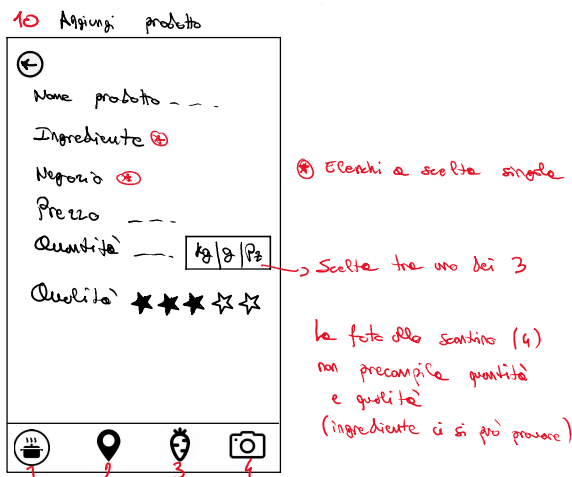 10 Aggiungi prodotto
Nome prodotto _ _ _ _
Ingrediente *
Negozio *
Prezzo _ _ _
Quantità _ _ _ kg | g | Pz
Qualità ★★★☆☆
1 2 3 4
* Elenchi a scelta singola
→ Scelta tra uno dei 3
La foto allo scontrino (4)
non precompila quantità
e qualità
(ingrediente ci si può provare)